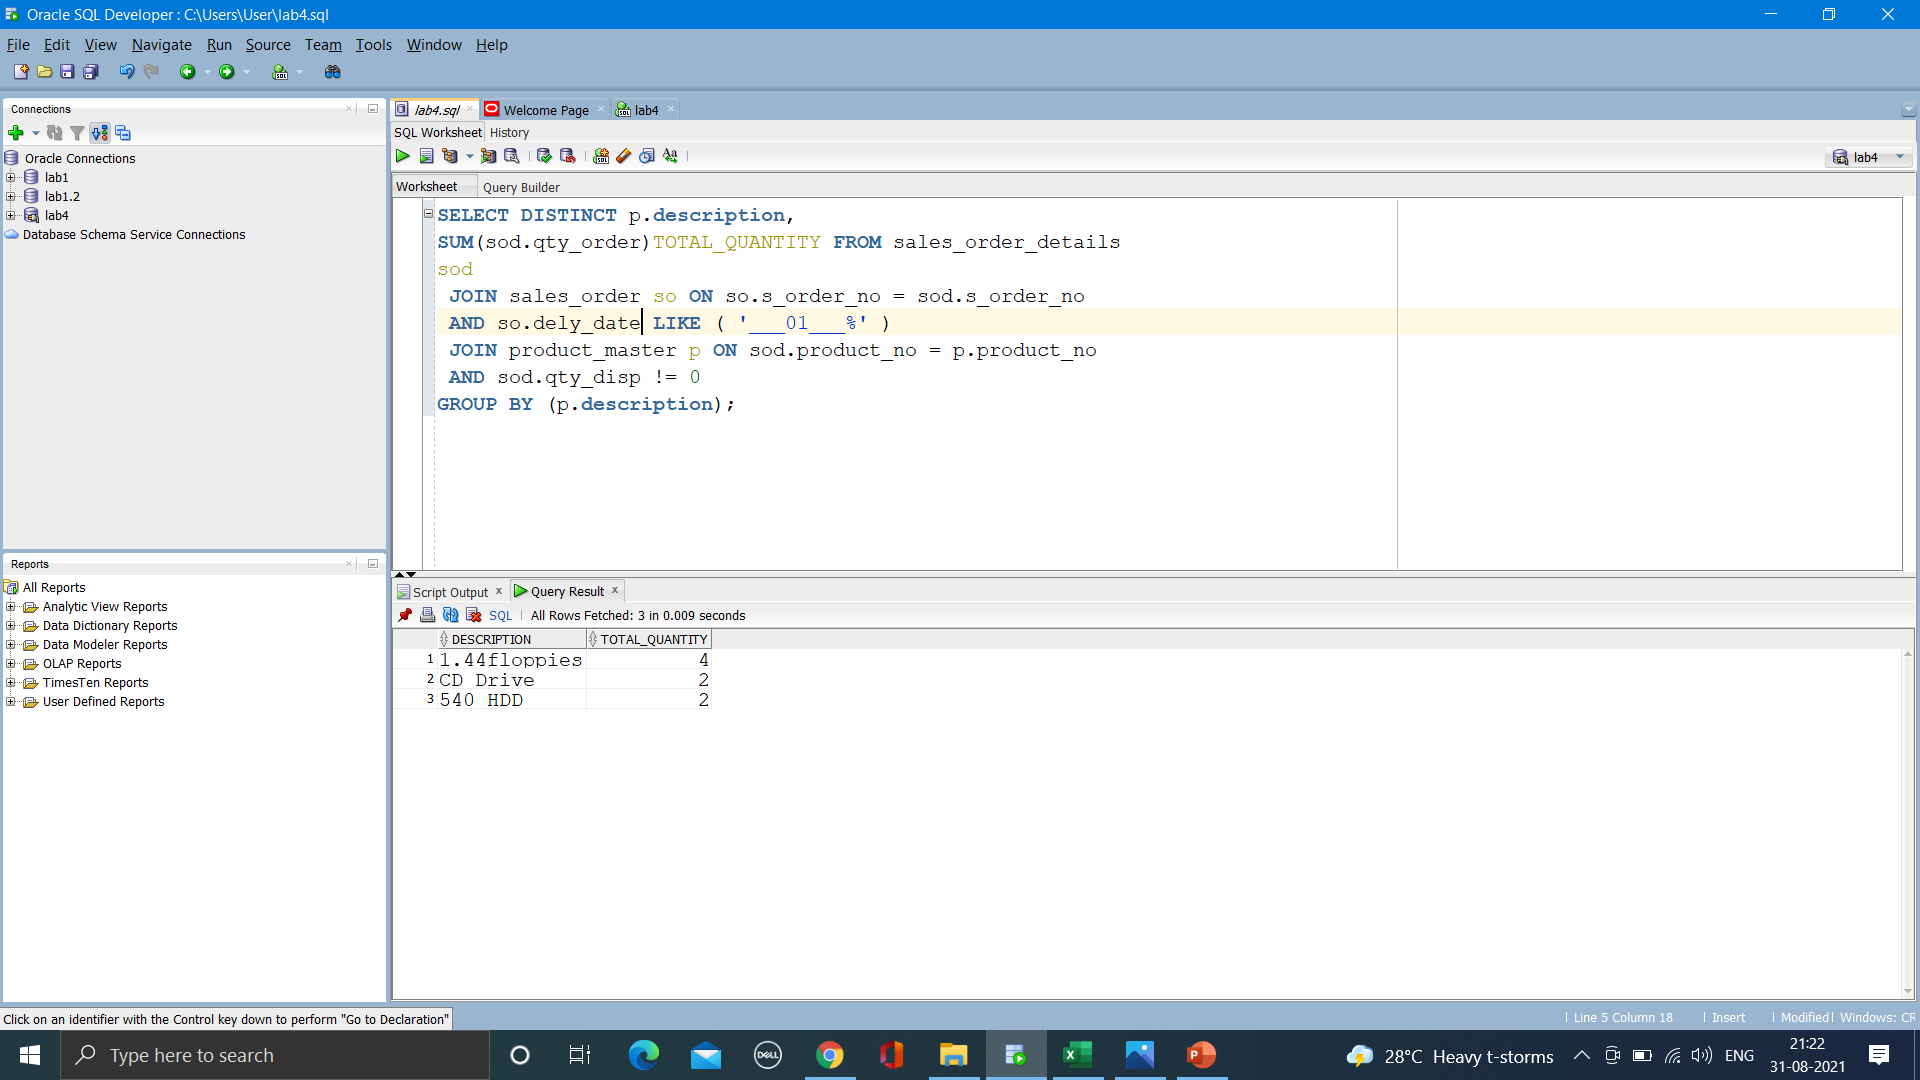 Oracle SQL Developer : C:\Users\User\lab4.sql
File Edit View Navigate Run Source Team Tools Window Help
Connections
Oracle Connections
lab1
lab1.2
lab4
Database Schema Service Connections
Reports
All Reports
Analytic View Reports
Data Dictionary Reports
Data Modeler Reports
OLAP Reports
TimesTen Reports
User Defined Reports
lab4.sql Welcome Page lab4
SQL Worksheet History
lab4
Worksheet Query Builder
SELECT DISTINCT p.description,
SUM(sod.qty_order)TOTAL_QUANTITY FROM sales_order_details
sod
JOIN sales_order so ON so.s_order_no = sod.s_order_no
AND so.dely_date LIKE ( '___01___%' )
JOIN product_master p ON sod.product_no = p.product_no
AND sod.qty_disp != 0
GROUP BY (p.description);
Script Output Query Result
SQL All Rows Fetched: 3 in 0.009 seconds
DESCRIPTION TOTAL_QUANTITY
1 1.44floppies 4
2 CD Drive 2
3 540 HDD 2
Click on an identifier with the Control key down to perform "Go to Declaration"
Line 5 Column 18 Insert Modified Windows: CR
Type here to search
DELL
28°C Heavy t-storms
ENG
21:22
31-08-2021